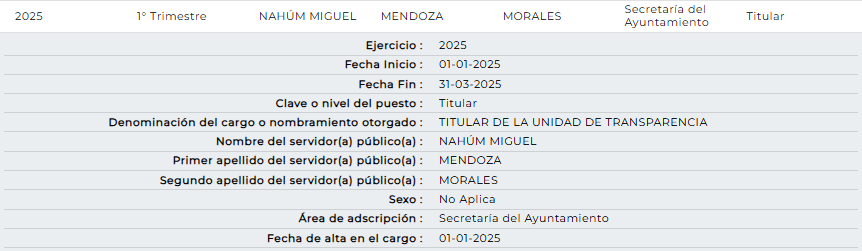 2025 1° Trimestre NAHÚM MIGUEL MENDOZA MORALES Secretaría del Ayuntamiento Titular
Ejercicio : 2025
Fecha Inicio : 01-01-2025
Fecha Fin : 31-03-2025
Clave o nivel del puesto : Titular
Denominación del cargo o nombramiento otorgado : TITULAR DE LA UNIDAD DE TRANSPARENCIA
Nombre del servidor(a) público(a) : NAHÚM MIGUEL
Primer apellido del servidor(a) público(a) : MENDOZA
Segundo apellido del servidor(a) público(a) : MORALES
Sexo : No Aplica
Área de adscripción : Secretaría del Ayuntamiento
Fecha de alta en el cargo : 01-01-2025